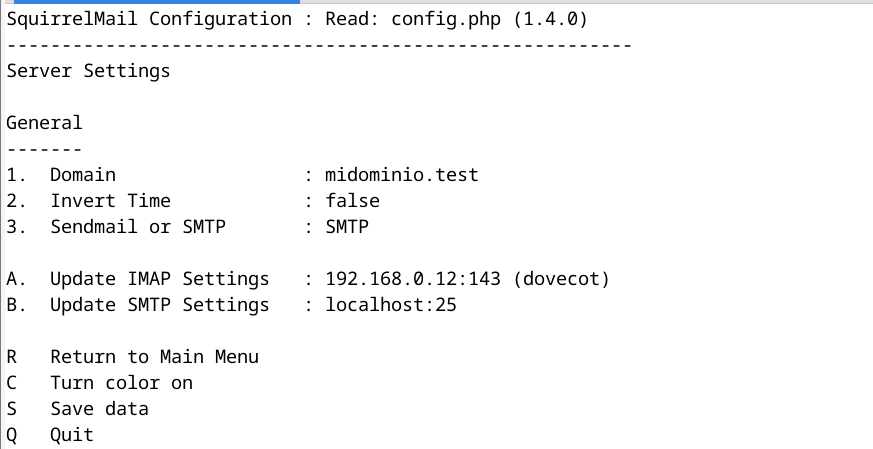 SquirrelMail Configuration : Read: config.php (1.4.0)
---------------------------------------------------------
Server Settings

General
-------
1.  Domain                 : midominio.test
2.  Invert Time            : false
3.  Sendmail or SMTP       : SMTP

A.  Update IMAP Settings   : 192.168.0.12:143 (dovecot)
B.  Update SMTP Settings   : localhost:25

R   Return to Main Menu
C   Turn color on
S   Save data
Q   Quit